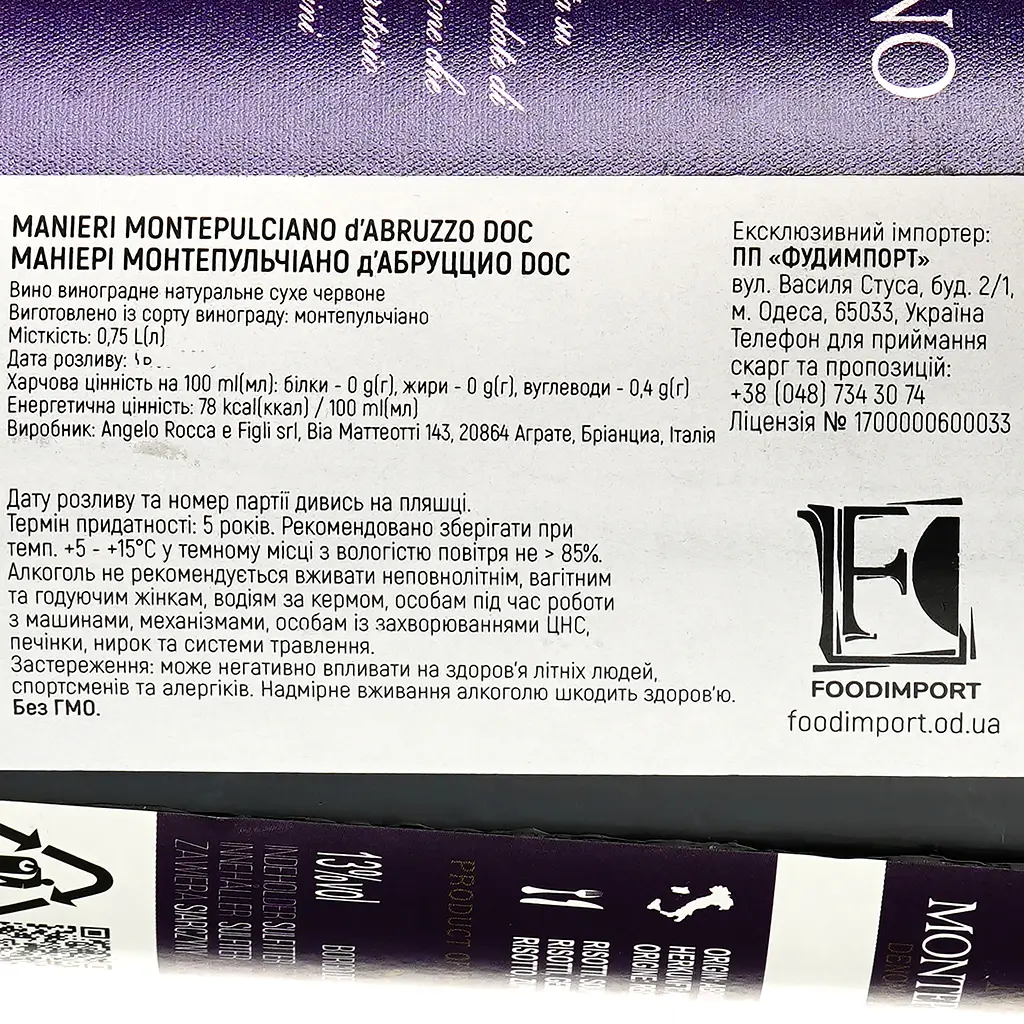 NO
MANIERI MONTEPULCIANO d'ABRUZZO DOC
МАНІЕРІ МОНТЕПУЛЬЧІАНО д'АБРУЦЦИО DOC
Вино виноградне натуральне сухе червоне
Виготовлено із сорту винограду: монтепульчіано
Місткість: 0,75 L(л)
Дата розливу:
Харчова цінність на 100 ml(мл): білки - 0 g(г), жири - 0 g(г), вуглеводи - 0,4 g(г)
Енергетична цінність: 78 kcal(ккал) / 100 ml(мл)
Виробник: Angelo Rocca e Figli srl, Віа Маттеотті 143, 20864 Аграте, Бріанциа, Італія
Дату розливу та номер партії дивись на пляшці.
Термін придатності: 5 років. Рекомендовано зберігати при
темп. +5 - +15°С у темному місці з вологістю повітря не > 85%.
Алкоголь не рекомендується вживати неповнолітнім, вагітним
та годуючим жінкам, водіям за кермом, особам під час роботи
з машинами, механізмами, особам із захворюваннями ЦНС,
печінки, нирок та системи травлення.
Застереження: може негативно впливати на здоров'я літніх людей,
спортсменів та алергіків. Надмірне вживання алкоголю шкодить здоров'ю.
Без ГМО.
Ексклюзивний імпортер:
ПП «ФУДИМПОРТ»
вул. Василя Стуса, буд. 2/1,
м. Одеса, 65033, Україна
Телефон для приймання
скарг та пропозицій:
+38 (048) 734 30 74
Ліцензія № 1700000600033
FOODIMPORT
foodimport.od.ua
13%vol
PRODUCT
RISOTTI
RISOTTO